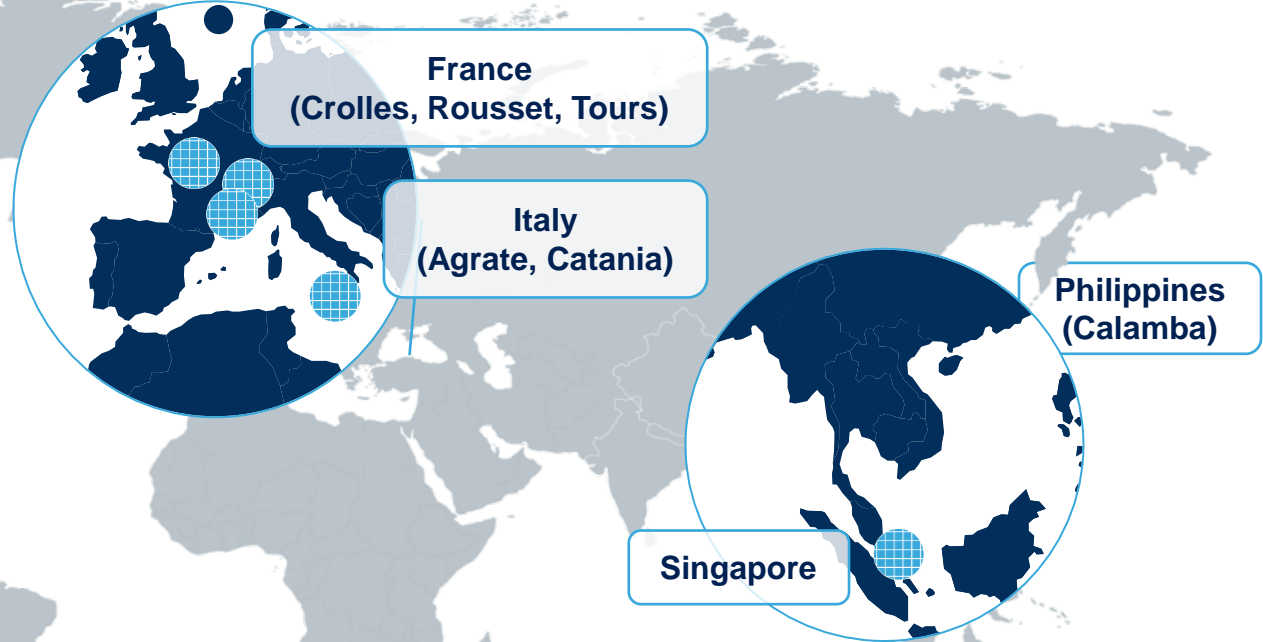 France
(Crolles, Rousset, Tours)
Italy
(Agrate, Catania)
Philippines
(Calamba)
Singapore